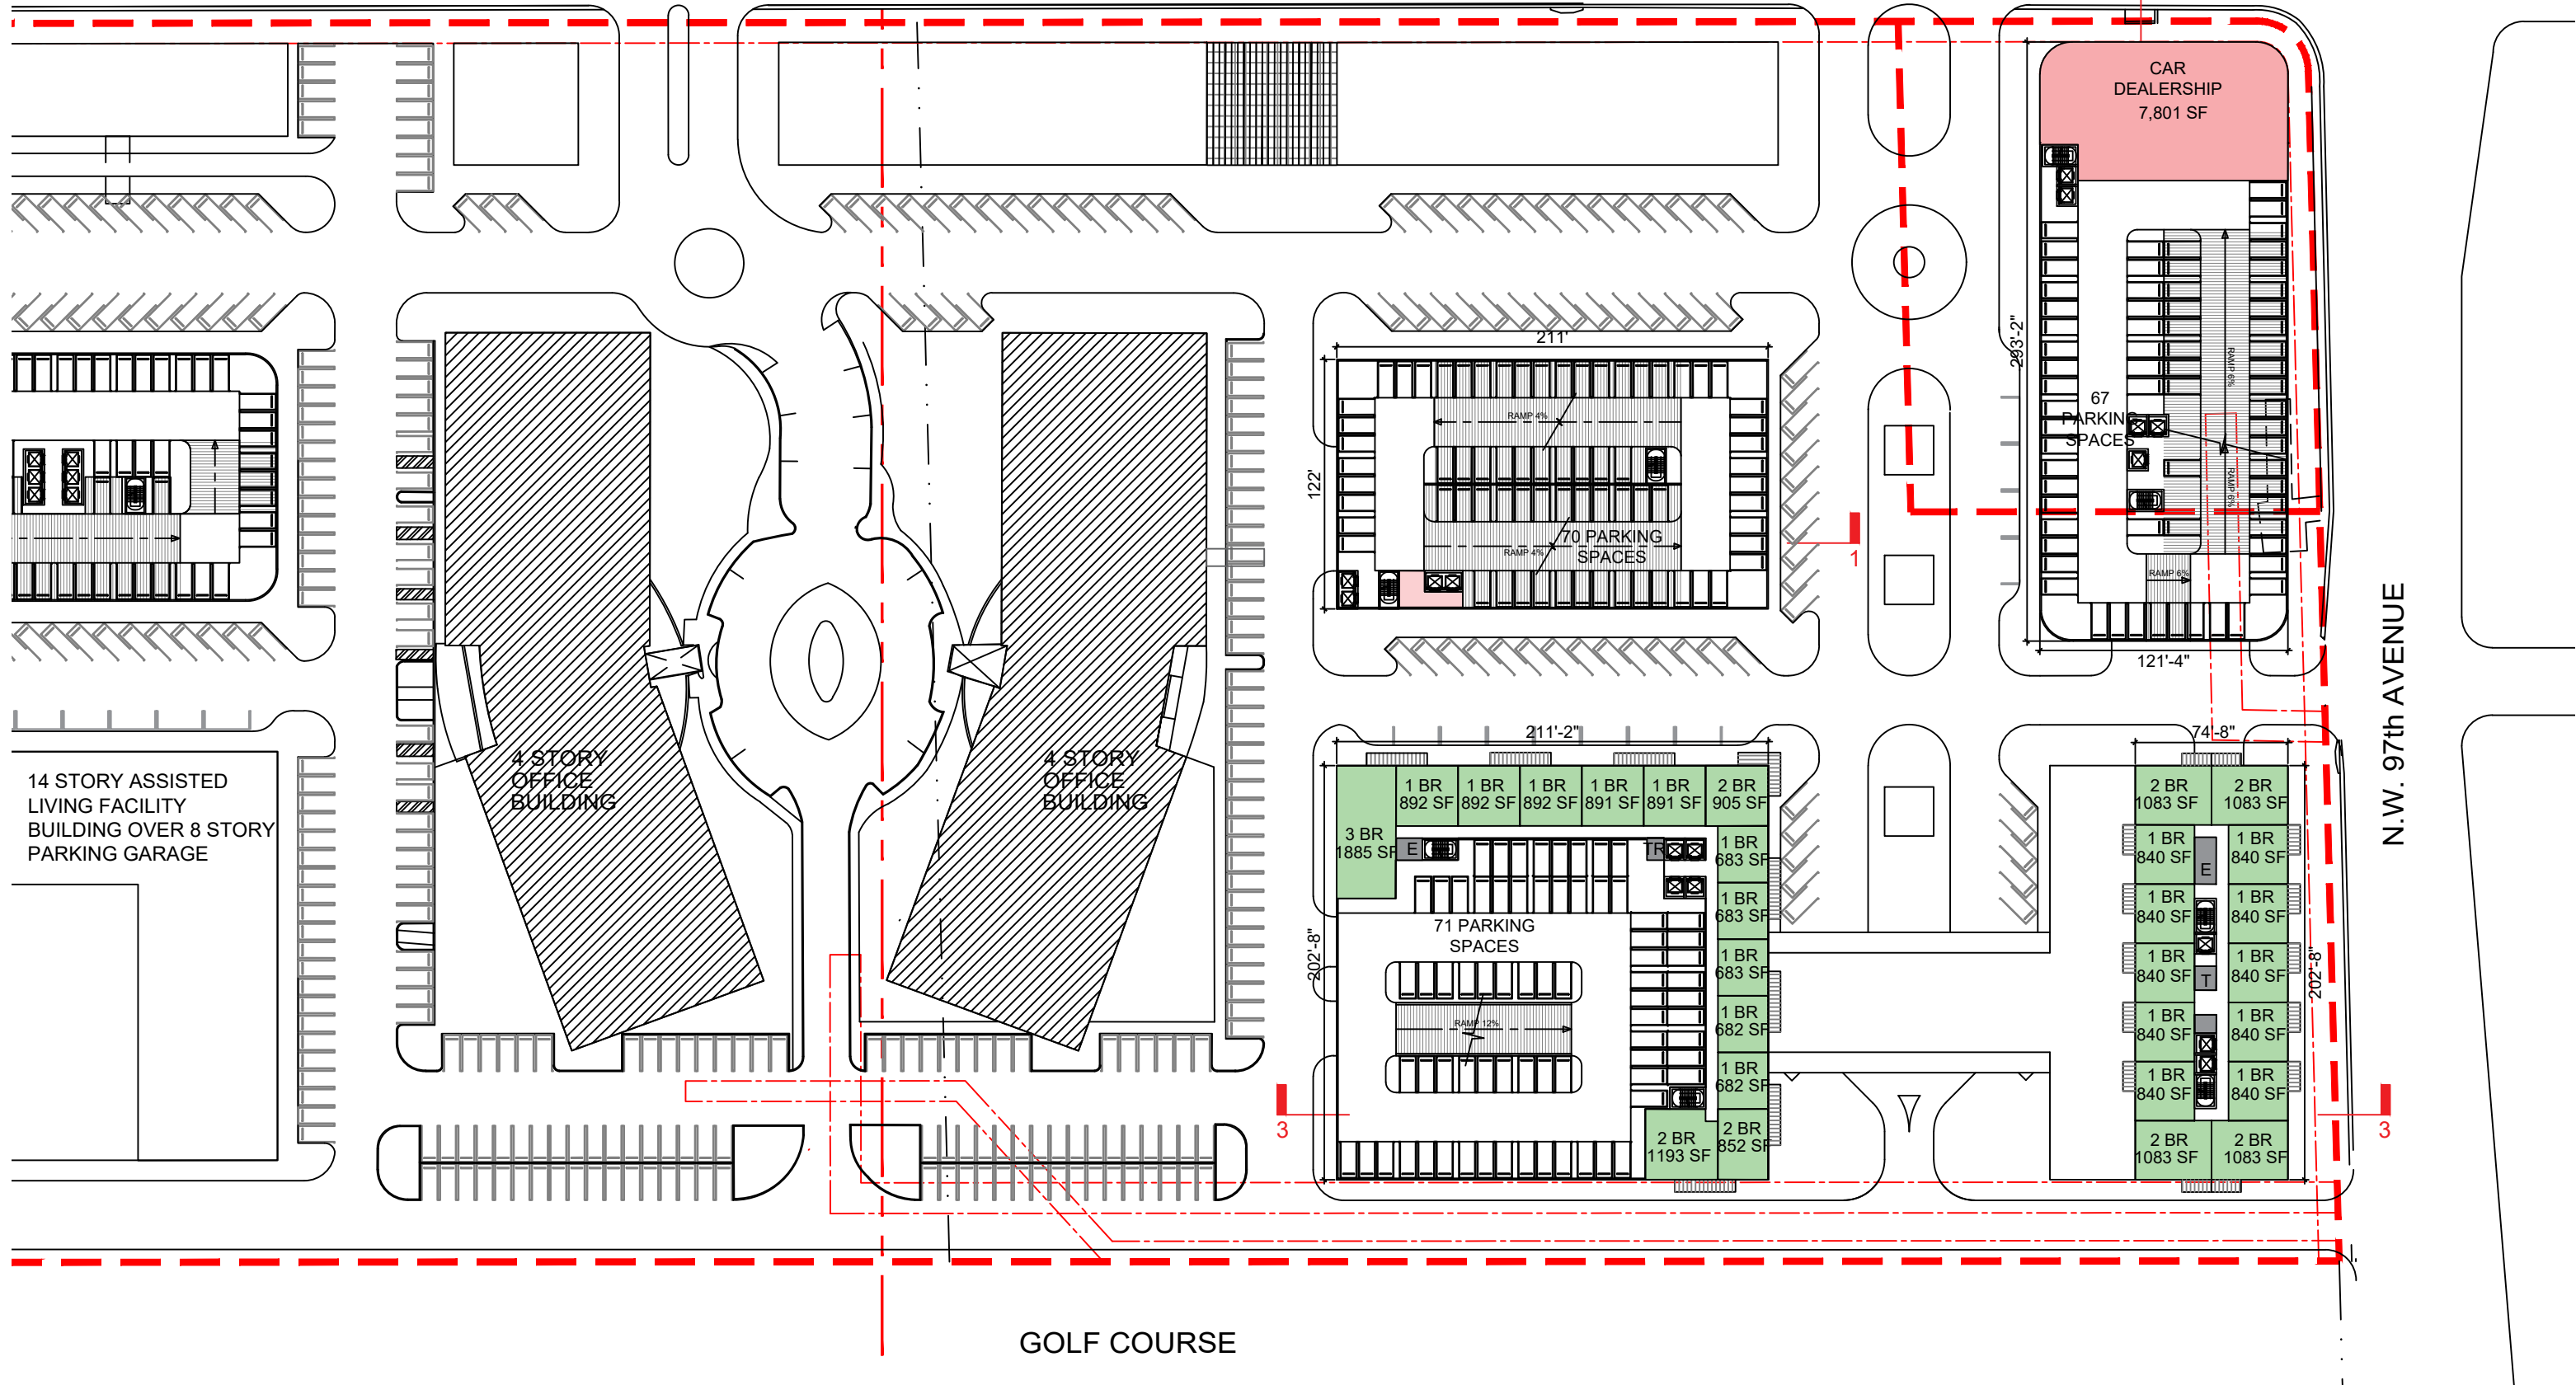 CAR
DEALERSHIP
7,801 SF
293'-2"
RAMP 6%
67
PARKING
SPACES
RAMP 6%
RAMP 6%
121'-4"
211'
122'
RAMP 4%
RAMP 4%
70 PARKING
SPACES
1
N.W. 97th AVENUE
14 STORY ASSISTED
LIVING FACILITY
BUILDING OVER 8 STORY
PARKING GARAGE
4 STORY
OFFICE
BUILDING
4 STORY
OFFICE
BUILDING
211'-2"
202'-8"
3 BR
1885 SF
1 BR
892 SF
1 BR
892 SF
1 BR
892 SF
1 BR
891 SF
1 BR
891 SF
2 BR
905 SF
E
TR
1 BR
683 SF
1 BR
683 SF
1 BR
683 SF
1 BR
682 SF
1 BR
682 SF
2 BR
1193 SF
2 BR
852 SF
71 PARKING
SPACES
RAMP 12%
74'-8"
202'-8"
2 BR
1083 SF
2 BR
1083 SF
1 BR
840 SF
1 BR
840 SF
E
1 BR
840 SF
1 BR
840 SF
1 BR
840 SF
1 BR
840 SF
T
1 BR
840 SF
1 BR
840 SF
1 BR
840 SF
1 BR
840 SF
2 BR
1083 SF
2 BR
1083 SF
3
3
GOLF COURSE